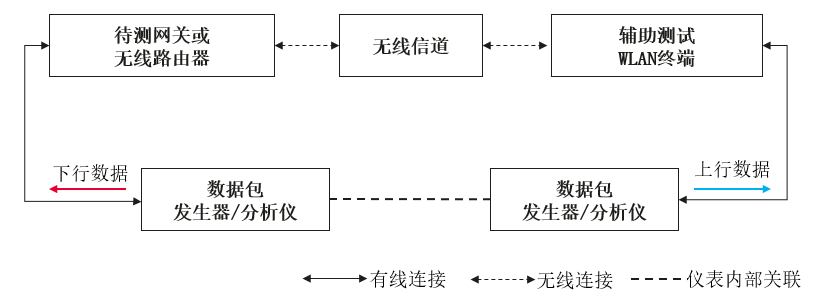 待测网关或
无线路由器
无线信道
辅助测试
WLAN终端
下行数据
上行数据
数据包
发生器/分析仪
数据包
发生器/分析仪
有线连接
无线连接
仪表内部关联